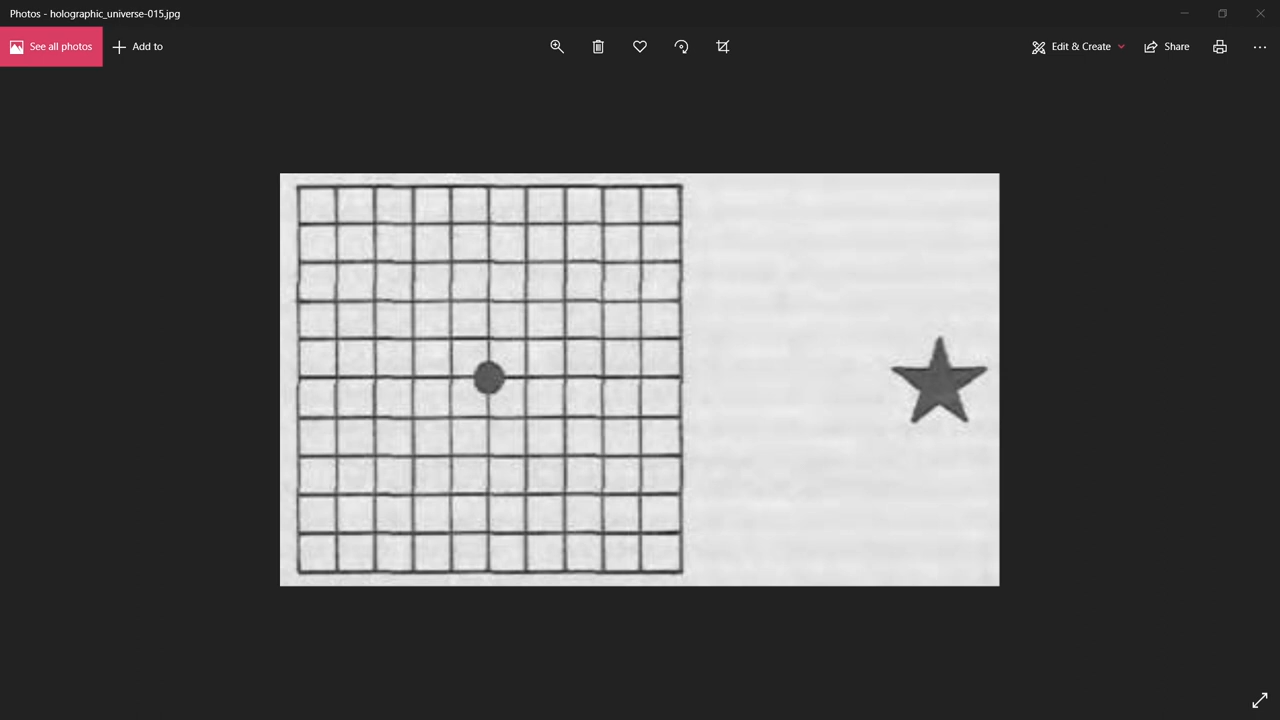 Photos - holographic_universe-015.jpg
See all photos
Add to
Edit & Create
Share